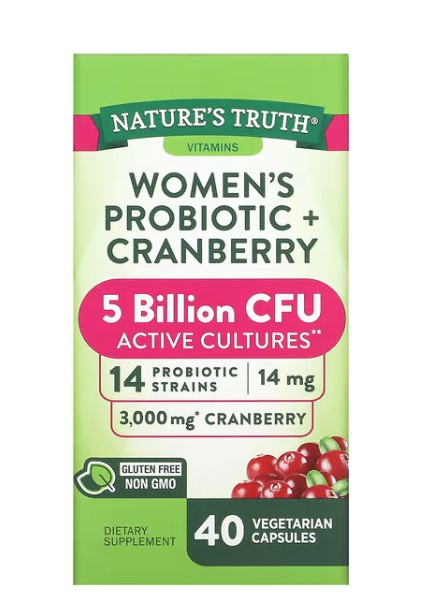 NATURE'S TRUTH®
VITAMINS
WOMEN'S
PROBIOTIC +
CRANBERRY
5 Billion CFU
ACTIVE CULTURES**
14 PROBIOTIC STRAINS | 14 mg
3,000 mg* CRANBERRY
GLUTEN FREE
NON GMO
DIETARY
SUPPLEMENT
40 VEGETARIAN
CAPSULES